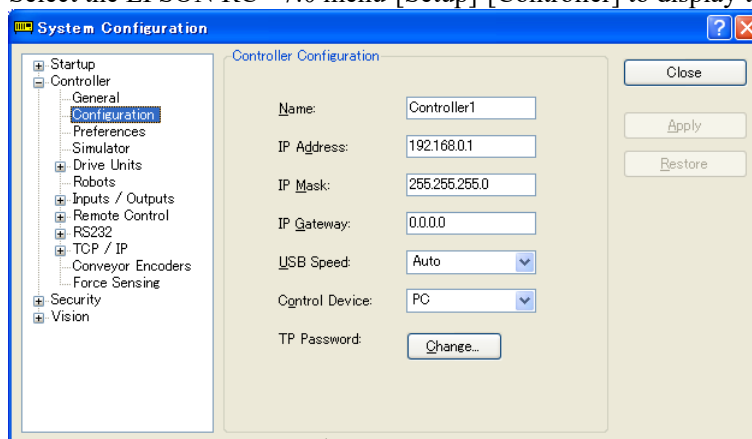 Select the EPSON RC+ 7.0 menu-[Setup]-[Controller] to display
System Configuration
Startup
Controller
General
Configuration
Preferences
Simulator
Drive Units
Robots
Inputs / Outputs
Remote Control
RS232
TCP / IP
Conveyor Encoders
Force Sensing
Security
Vision
Controller Configuration
Name: Controller1
IP Address: 192.168.0.1
IP Mask: 255.255.255.0
IP Gateway: 0.0.0.0
USB Speed: Auto
Control Device: PC
TP Password: Change...
Close
Apply
Restore